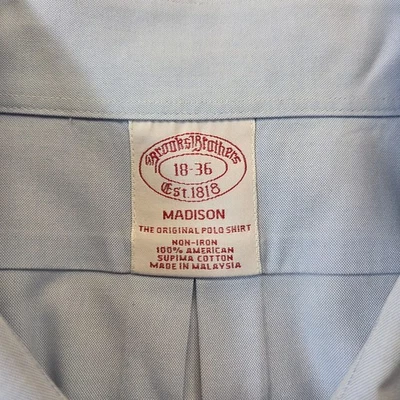 Brooks Brothers
18-36
Est. 1818
MADISON
THE ORIGINAL POLO SHIRT
NON-IRON
100% AMERICAN
SUPIMA COTTON
MADE IN MALAYSIA